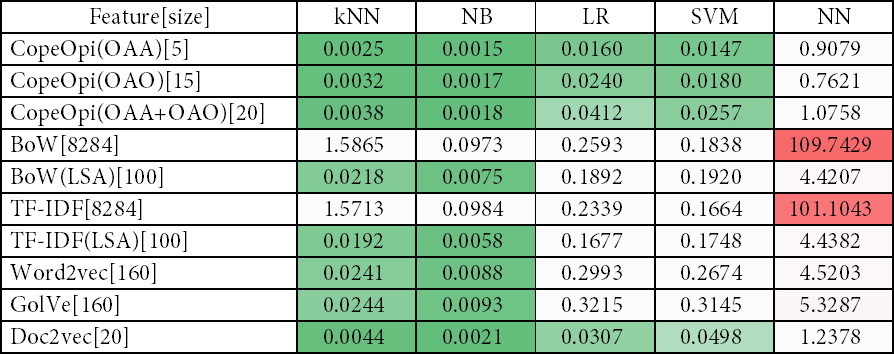 Feature[size] kNN NB LR SVM NN
CopeOpi(OAA)[5] 0.0025 0.0015 0.0160 0.0147 0.9079
CopeOpi(OAO)[15] 0.0032 0.0017 0.0240 0.0180 0.7621
CopeOpi(OAA+OAO)[20] 0.0038 0.0018 0.0412 0.0257 1.0758
BoW[8284] 1.5865 0.0973 0.2593 0.1838 109.7429
BoW(LSA)[100] 0.0218 0.0075 0.1892 0.1920 4.4207
TF-IDF[8284] 1.5713 0.0984 0.2339 0.1664 101.1043
TF-IDF(LSA)[100] 0.0192 0.0058 0.1677 0.1748 4.4382
Word2vec[160] 0.0241 0.0088 0.2993 0.2674 4.5203
GolVe[160] 0.0244 0.0093 0.3215 0.3145 5.3287
Doc2vec[20] 0.0044 0.0021 0.0307 0.0498 1.2378